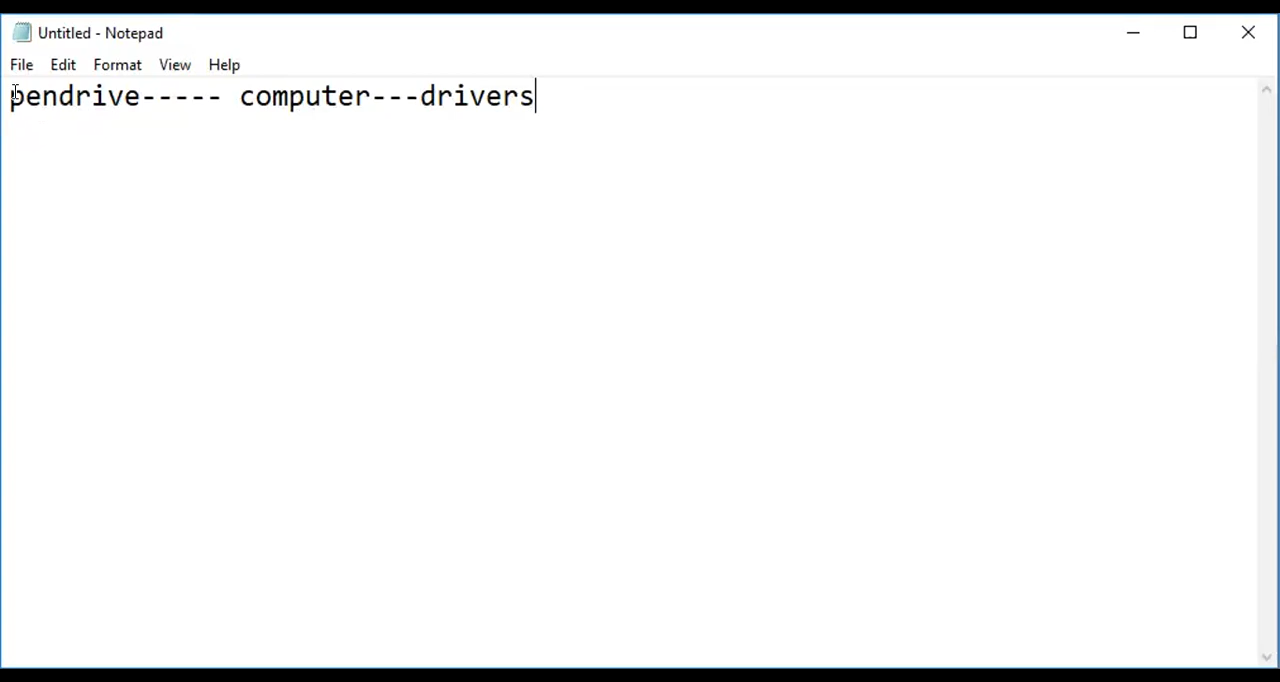 Untitled - Notepad
File Edit Format View Help
pendrive----- computer---drivers